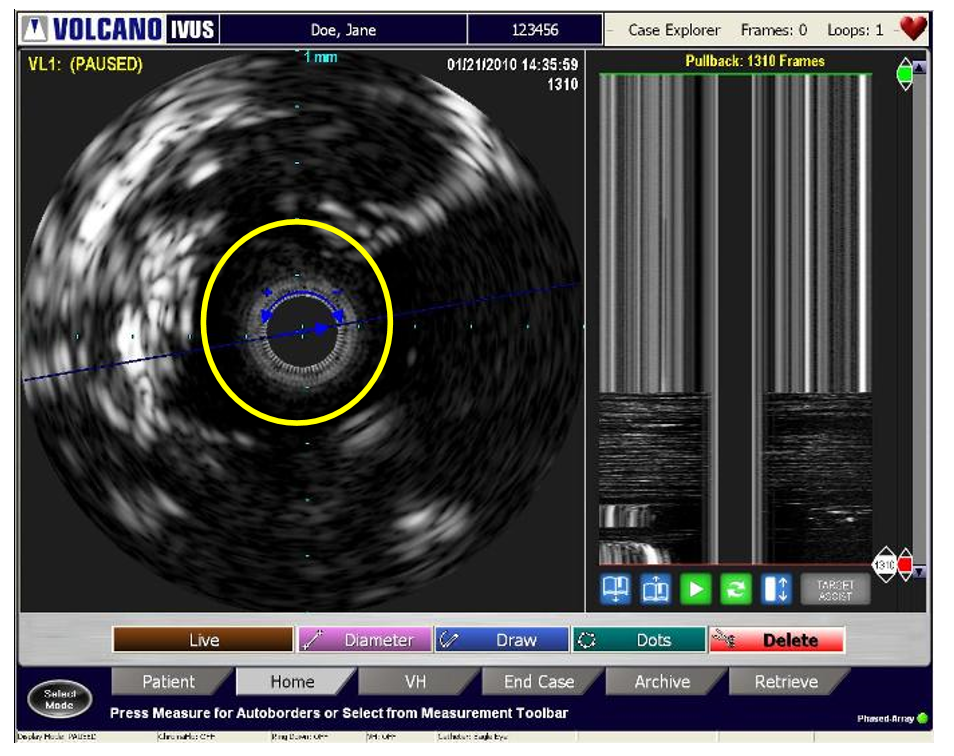 VOLCANO IVUS Doe, Jane 123456 Case Explorer Frames: 0 Loops: 1
VL1: (PAUSED) 1 mm 01/21/2010 14:35:59 Pullback: 1310 Frames
1310
1310
TARGET
ASSIST
Live Diameter Draw Dots Delete
Patient Home VH End Case Archive Retrieve
Select
Mode
Press Measure for Autoborders or Select from Measurement Toolbar
Phased-Array
Display Mode: PAUSED ChromaFlo: OFF Ring Down: OFF VH: OFF Catheter: Eagle Eye